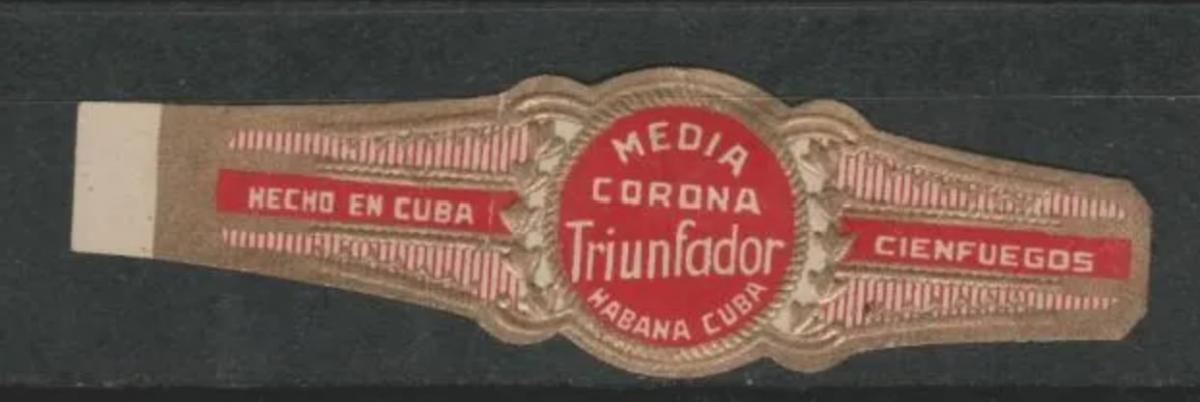 HECHO EN CUBA
MEDIA
CORONA
Triunfador
HABANA CUBA
CIENFUEGOS